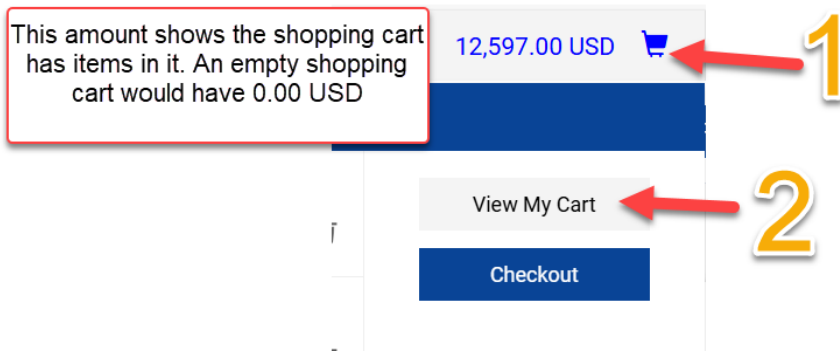 This amount shows the shopping cart
has items in it. An empty shopping
cart would have 0.00 USD
12,597.00 USD
1
View My Cart
2
Checkout